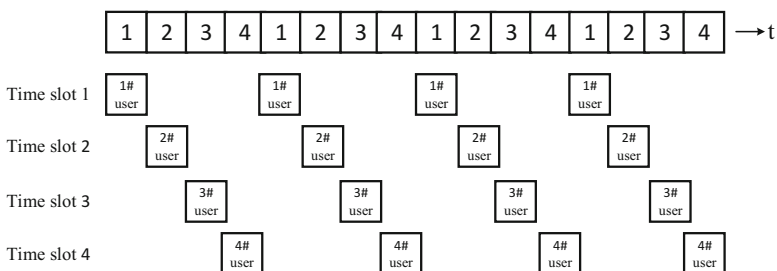 1 2 3 4 1 2 3 4 1 2 3 4 1 2 3 4 t
Time slot 1
1# user 1# user 1# user 1# user
Time slot 2
2# user 2# user 2# user 2# user
Time slot 3
3# user 3# user 3# user 3# user
Time slot 4
4# user 4# user 4# user 4# user